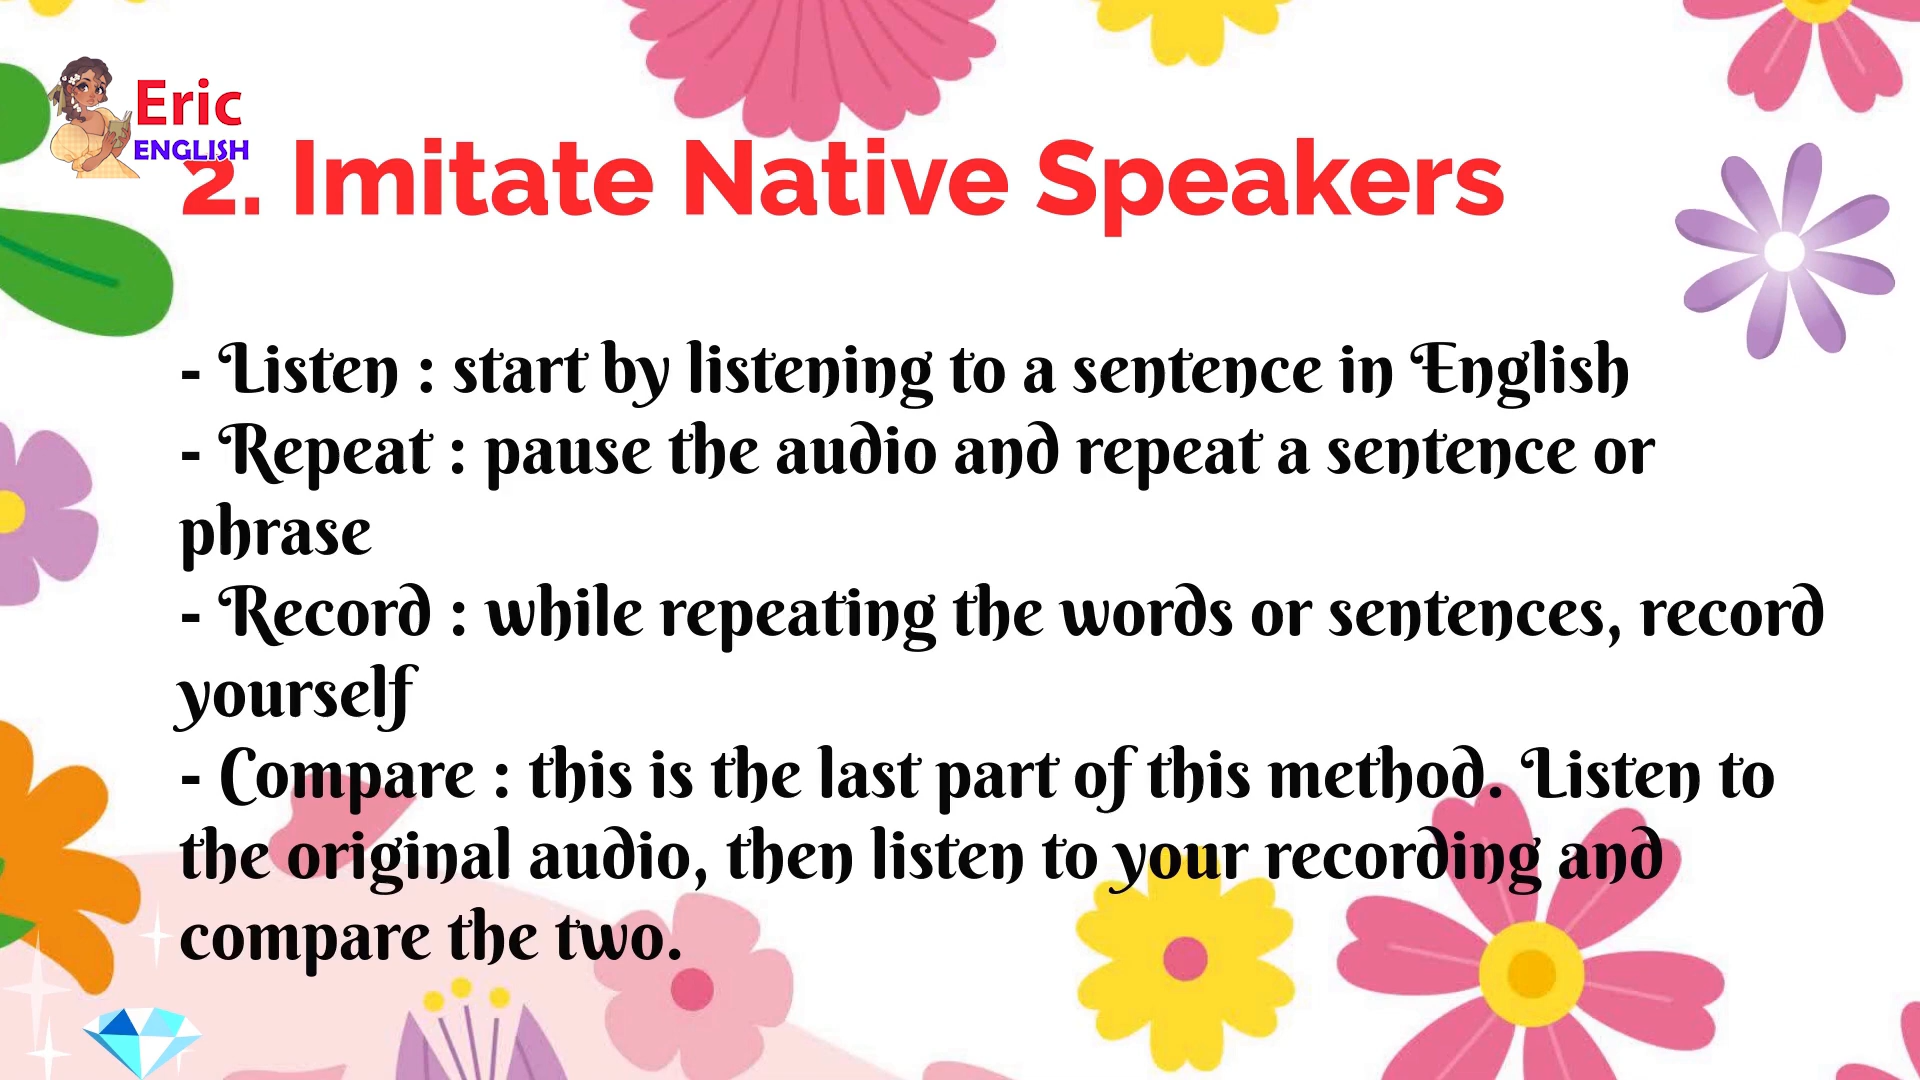 Eric
ENGLISH
2. Imitate Native Speakers
- Listen : start by listening to a sentence in English
- Repeat : pause the audio and repeat a sentence or
phrase
- Record : while repeating the words or sentences, record
yourself
- Compare : this is the last part of this method. Listen to
the original audio, then listen to your recording and
compare the two.